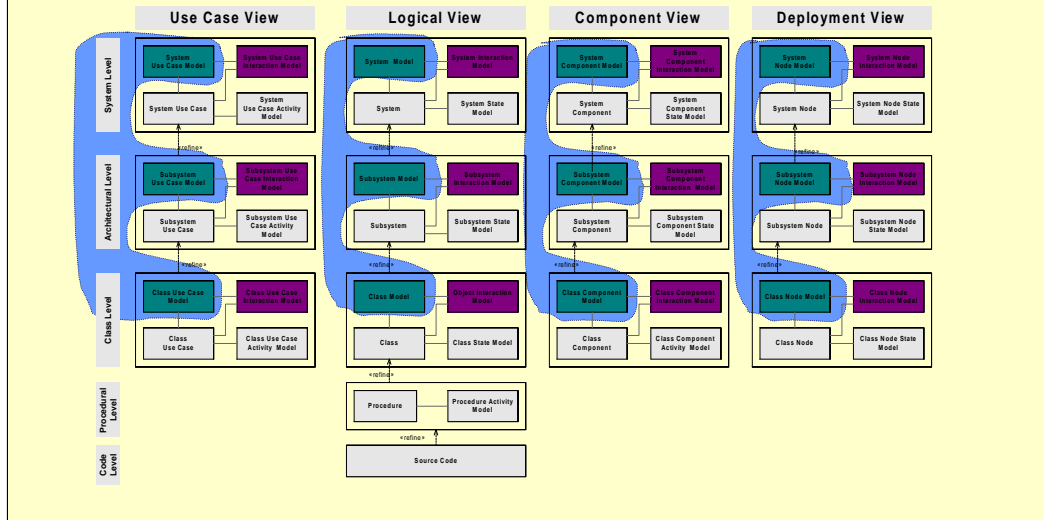 Use Case View
Logical View
Component View
Deployment View
System Level
System
Use Case Model
System Use Case
Interaction Model
System Use Case
System
Use Case Activity
Model
System Model
System Interaction
Model
System
System State
Model
System
Component Model
System
Component
Interaction Model
System
Component
System
Component
State Model
System
Node Model
System Node
Interaction Model
System Node
System Node State
Model
«refine»
«refine»
«refine»
«refine»
Architectural Level
Subsystem
Use Case Model
Subsystem Use
Case Interaction
Model
Subsystem
Use Case
Subsystem Use
Case Activity
Model
Subsystem Model
Subsystem
Interaction Model
Subsystem
Subsystem State
Model
Subsystem
Component Model
Subsystem
Component
Interaction Model
Subsystem
Component
Subsystem
Component State
Model
Subsystem
Node Model
Subsystem Node
Interaction Model
Subsystem Node
Subsystem Node
State Model
«refine»
«refine»
«refine»
«refine»
Class Level
Class Use Case
Model
Class Use Case
Interaction Model
Class
Use Case
Class Use Case
Activity Model
Class Model
Object Interaction
Model
Class
Class State Model
Class Component
Model
Class Component
Interaction Model
Class
Component
Class Component
Activity Model
Class Node Model
Class Node
Interaction Model
Class Node
Class Node State
Model
«refine»
Procedural
Level
Procedure
Procedure Activity
Model
«refine»
Code
Level
Source Code